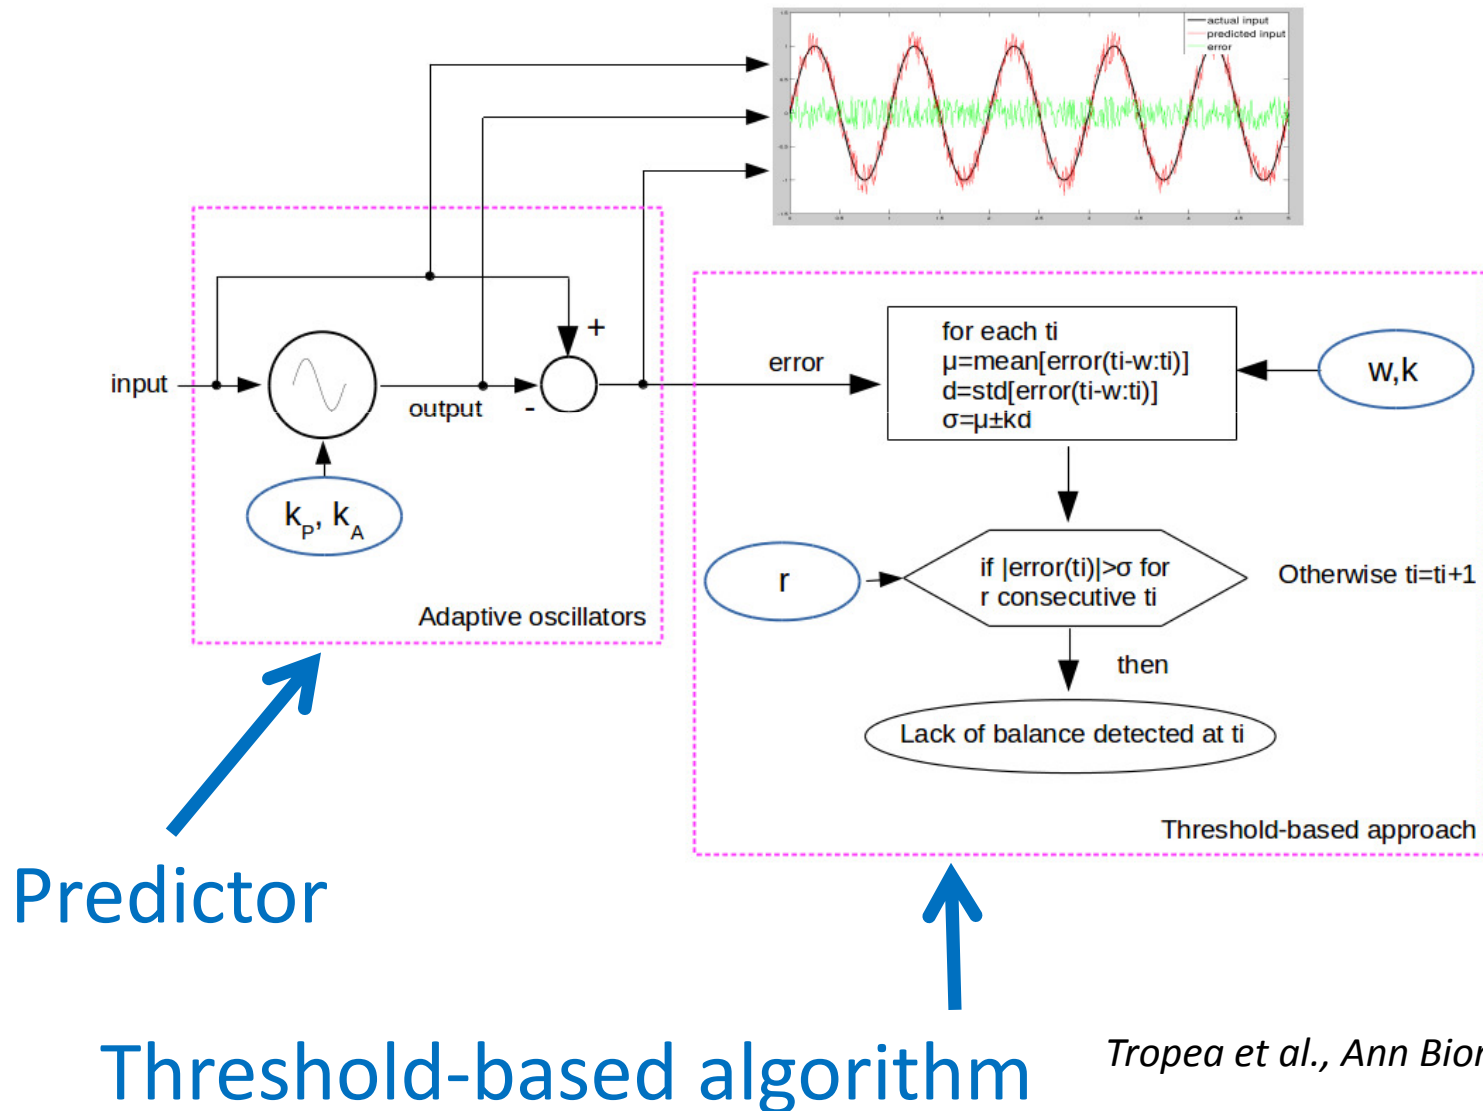 actual input
predicted input
error
input
output
+
-
k_P, k_A
Adaptive oscillators
error
for each ti
μ=mean[error(ti-w:ti)]
d=std[error(ti-w:ti)]
σ=μ±kd
w,k
r
if |error(ti)|>σ for
r consecutive ti
Otherwise ti=ti+1
then
Lack of balance detected at ti
Threshold-based approach
Predictor
Threshold-based algorithm
Tropea et al., Ann